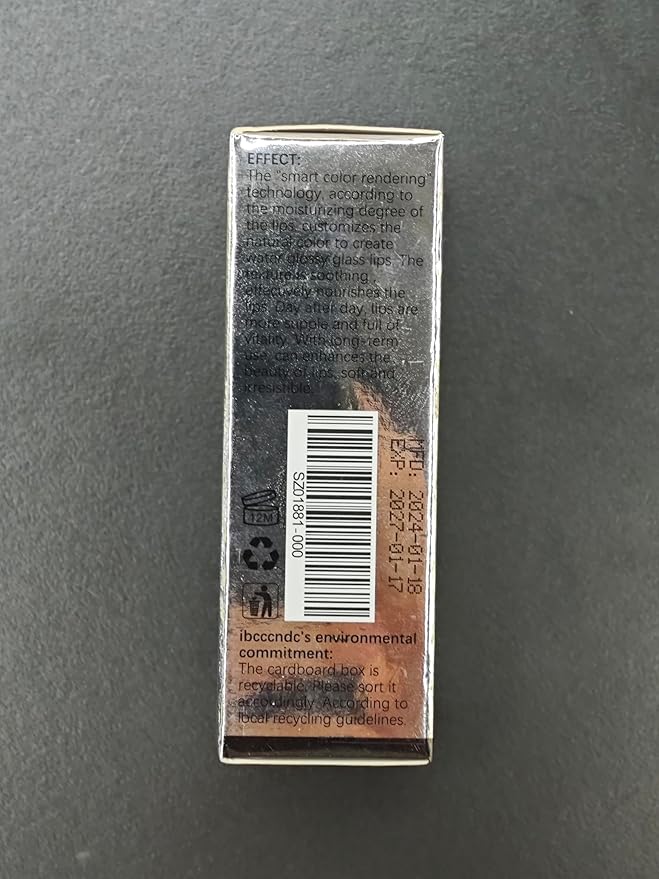 EFFECT:
The "smart color rendering"
technology, according to
the moisturizing degree of
the lips, customizes the
natural color to create
water glossy glass lips. The
texture is soothing,
effectively nourishes the
lips. Day after day, lips are
more supple and full of
vitality. With long-term
use, can enhances the
beauty of lips, soft and
irresistible.
SZ01881-000
MFD: 2024-01-18
EXP: 2027-01-17
12M
ibcccndc's environmental
commitment:
The cardboard box is
recyclable. Please sort it
accordingly. According to
local recycling guidelines.